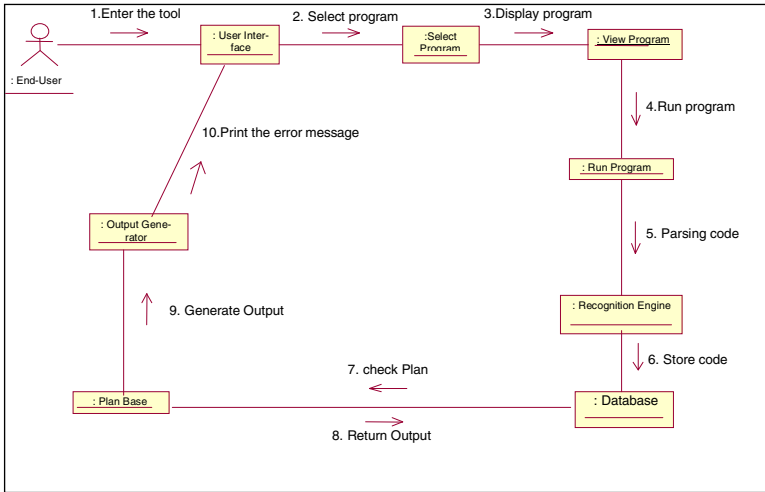 1.Enter the tool
2. Select program
3.Display program
: User Inter-
face
:Select
Program
: View Program
: End-User
4.Run program
10.Print the error message
: Run Program
: Output Gene-
rator
5. Parsing code
9. Generate Output
: Recognition Engine
6. Store code
7. check Plan
: Plan Base
: Database
8. Return Output